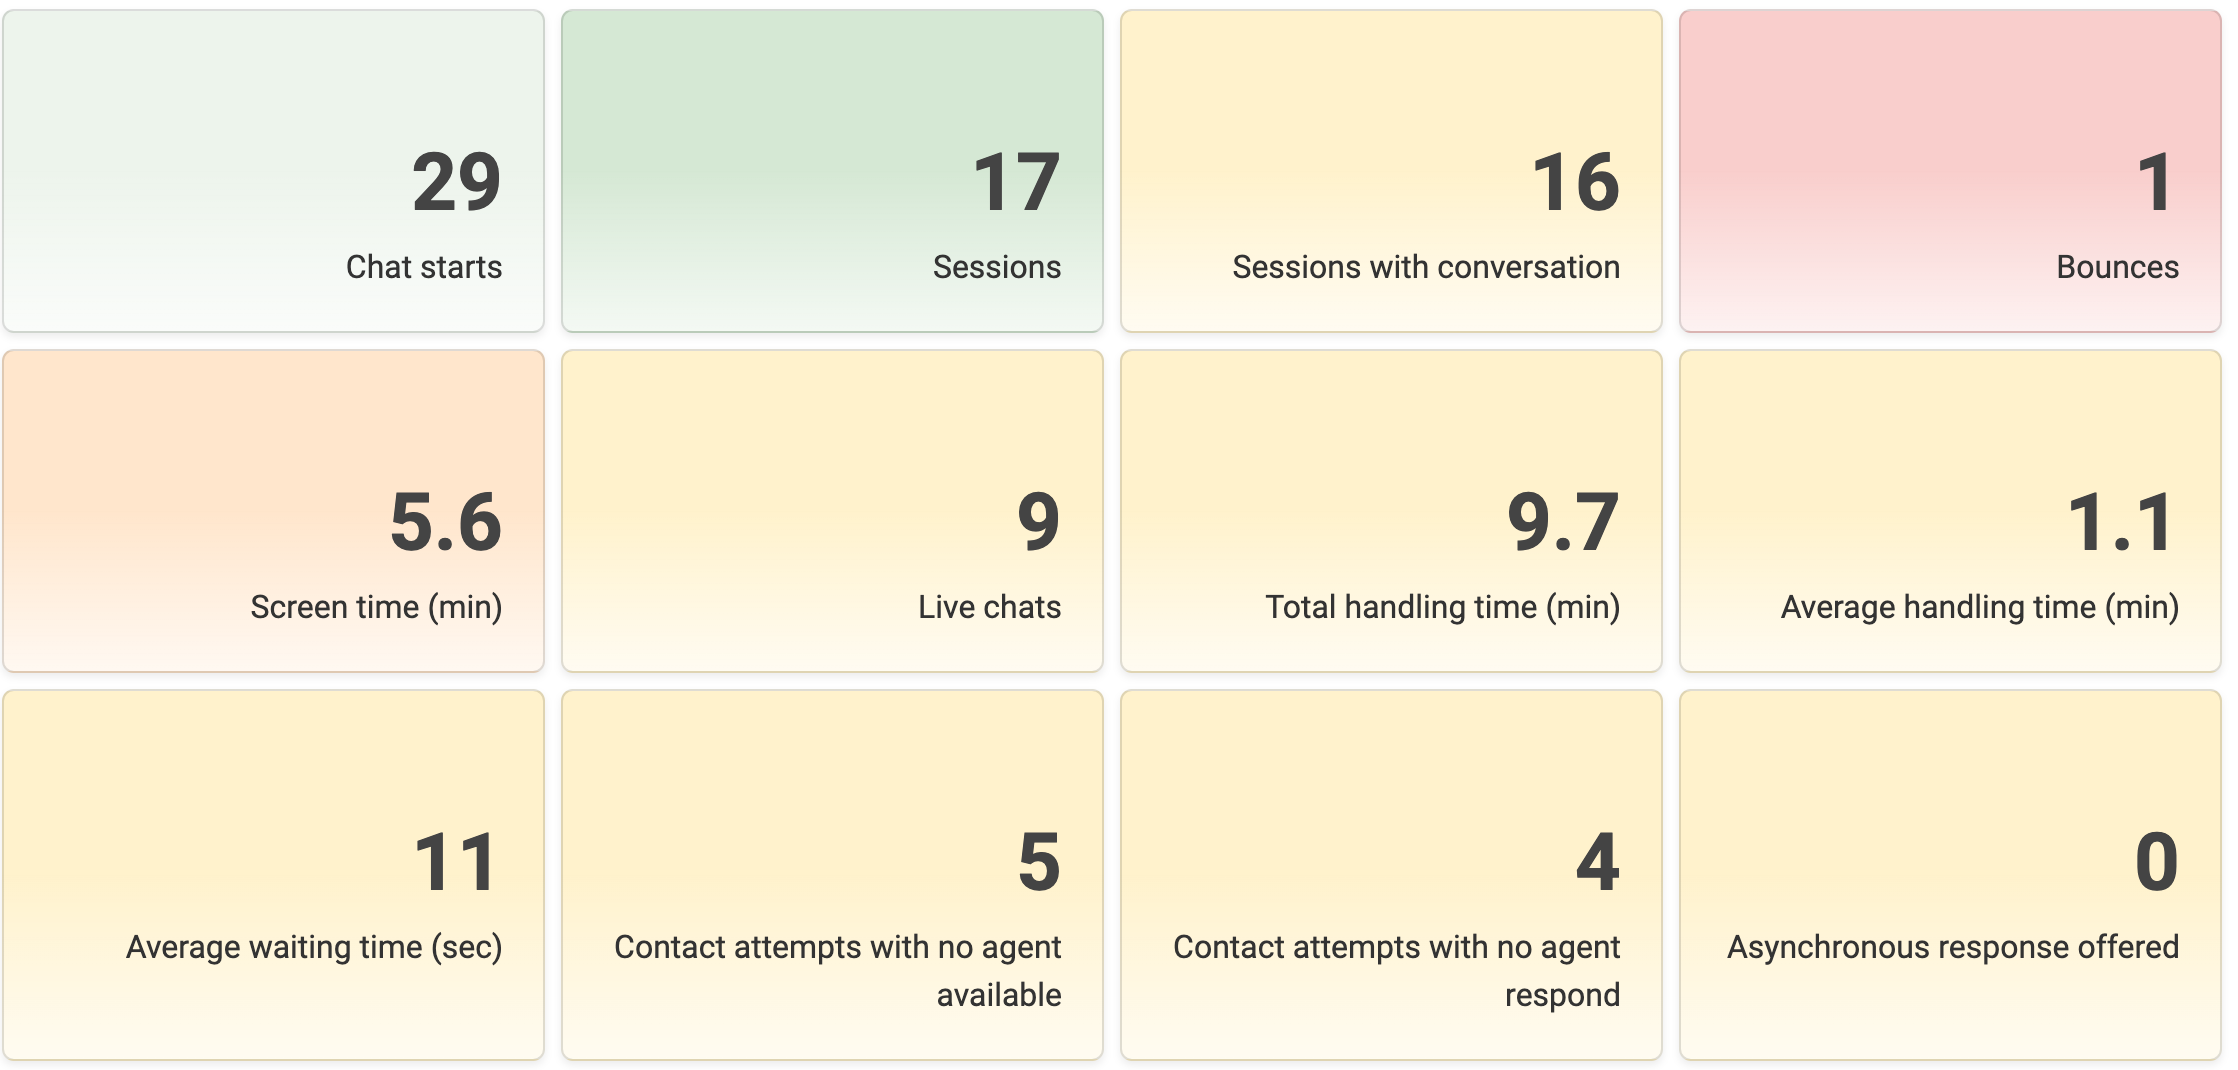 29
Chat starts
17
Sessions
16
Sessions with conversation
1
Bounces
5.6
Screen time (min)
9
Live chats
9.7
Total handling time (min)
1.1
Average handling time (min)
11
Average waiting time (sec)
5
Contact attempts with no agent
available
4
Contact attempts with no agent
respond
0
Asynchronous response offered